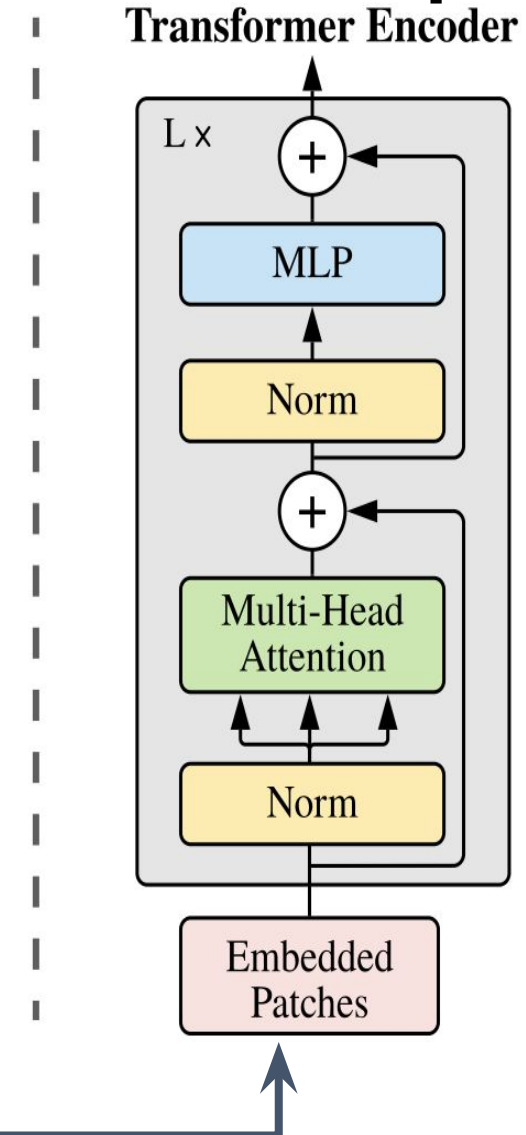 Transformer Encoder
L ×
+
MLP
Norm
+
Multi-Head
Attention
Norm
Embedded
Patches